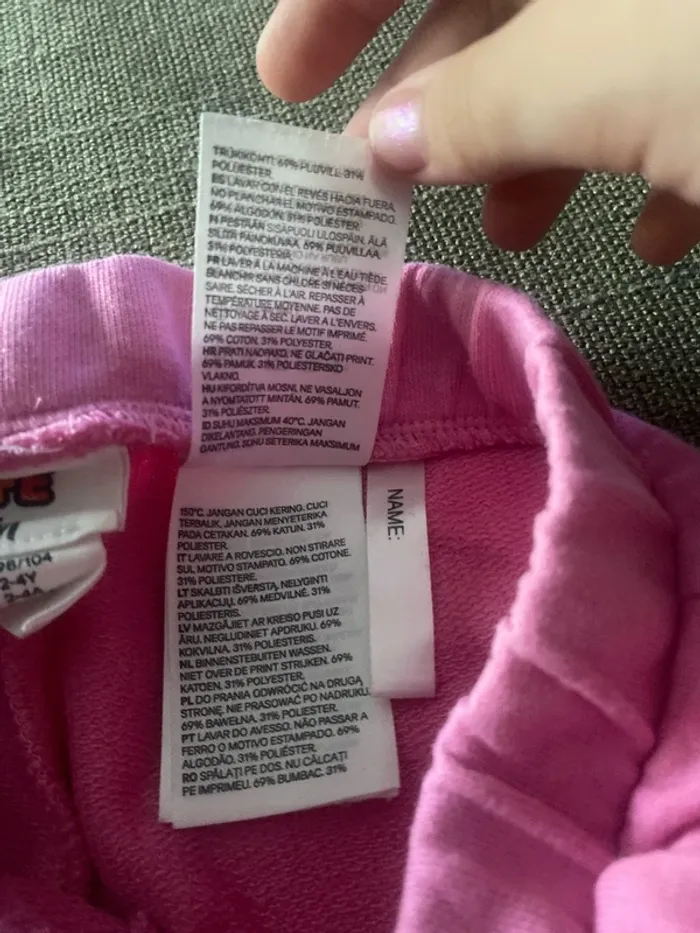 TRÜKIKOHTI. 69% PUUVILL. 31%
POLÜESTER.
ES LAVAR CON EL REVÉS HACIA FUERA.
NO PLANCHAR EL MOTIVO ESTAMPADO.
69% ALGODÓN. 31% POLIÉSTER.
FI PESTÄÄN SISÄPUOLI ULOSPÄIN. ÄLÄ
SILITÄ PAINOKUVAA. 69% PUUVILLAA.
31% POLYESTERIA
FR LAVER À LA MACHINE À L'EAU TIÈDE.
BLANCHIR SANS CHLORE SI NÉCES-
SAIRE. SÉCHER À L'AIR. REPASSER À
TEMPÉRATURE MOYENNE. PAS DE
NETTOYAGE À SEC. LAVER A L'ENVERS.
NE PAS REPASSER LE MOTIF IMPRIMÉ.
69% COTON. 31% POLYESTER.
HR PRATI NAOPAKO. NE GLAČATI PRINT.
69% PAMUK. 31% POLIESTERSKO
VLAKNO.
HU KIFORDÍTVA MOSNI. NE VASALJON
A NYOMTATOTT MINTÁN. 69% PAMUT.
31% POLIÉSZTER.
ID SUHU MAKSIMUM 40°C. JANGAN
DIKELANTANG. PENGERINGAN
GANTUNG. SUHU SETERIKA MAKSIMUM
150°C. JANGAN CUCI KERING. CUCI
TERBALIK, JANGAN MENYETERIKA
PADA CETAKAN. 69% KATUN. 31%
POLIESTER.
IT LAVARE A ROVESCIO. NON STIRARE
SUL MOTIVO STAMPATO. 69% COTONE.
31% POLIESTERE.
LT SKALBTI IŠVERSTĄ. NELYGINTI
APLIKACIJŲ. 69% MEDVILNĖ. 31%
POLIESTERIS.
LV MAZGĀJIET AR KREISO PUSI UZ
ĀRU. NEGLUDINIET APDRUKU. 69%
KOKVILNA. 31% POLIESTERIS.
NL BINNENSTEBUITEN WASSEN.
NIET OVER DE PRINT STRIJKEN. 69%
KATOEN. 31% POLYESTER.
PL DO PRANIA ODWRÓCIĆ NA DRUGĄ
STRONĘ. NIE PRASOWAĆ PO NADRUKU.
69% BAWEŁNA. 31% POLIESTER.
PT LAVAR DO AVESSO. NÃO PASSAR A
FERRO O MOTIVO ESTAMPADO. 69%
ALGODÃO. 31% POLIÉSTER.
RO SPĂLAȚI PE DOS. NU CĂLCAȚI
PE IMPRIMEU. 69% BUMBAC. 31%
NAME:
98/104
2-4Y
2-4A